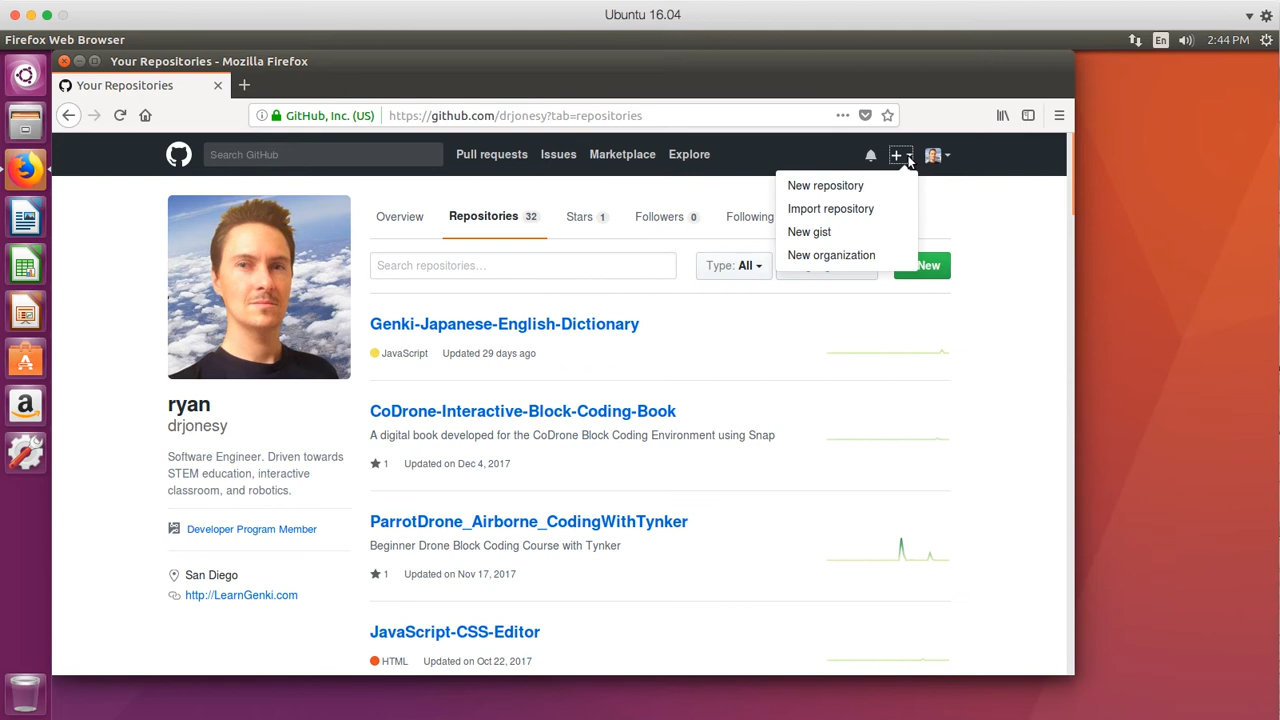 Ubuntu 16.04
Firefox Web Browser
En
2:44 PM
Your Repositories - Mozilla Firefox
Your Repositories
GitHub, Inc. (US)
https://github.com/drjonesy?tab=repositories
Search GitHub
Pull requests
Issues
Marketplace
Explore
New repository
Import repository
New gist
New organization
Overview
Repositories 32
Stars 1
Followers 0
Following
Search repositories…
Type: All
New
Genki-Japanese-English-Dictionary
JavaScript Updated 29 days ago
CoDrone-Interactive-Block-Coding-Book
A digital book developed for the CoDrone Block Coding Environment using Snap
1 Updated on Dec 4, 2017
ParrotDrone_Airborne_CodingWithTynker
Beginner Drone Block Coding Course with Tynker
1 Updated on Nov 17, 2017
JavaScript-CSS-Editor
HTML Updated on Oct 22, 2017
ryan
drjonesy
Software Engineer. Driven towards
STEM education, interactive
classroom, and robotics.
Developer Program Member
San Diego
http://LearnGenki.com